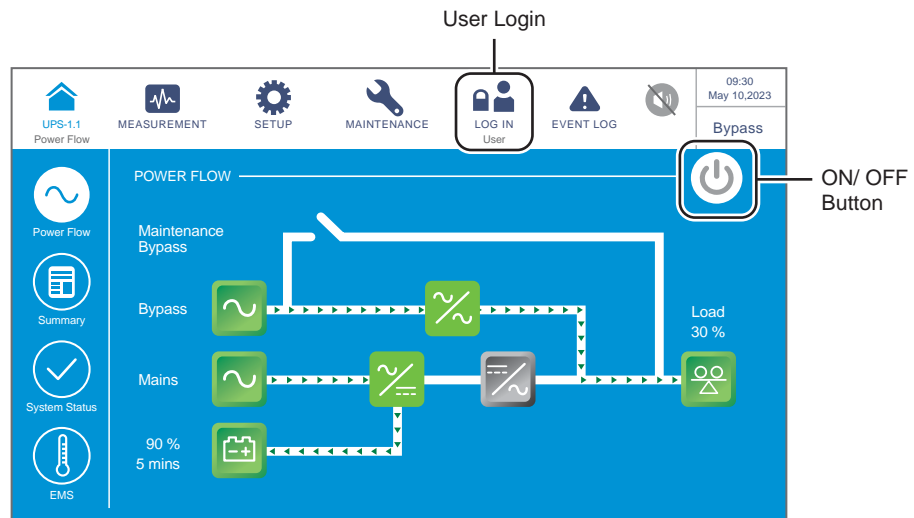 User Login
09:30
May 10,2023
UPS-1.1
MEASUREMENT
SETUP
MAINTENANCE
LOG IN
EVENT LOG
Bypass
Power Flow
User
POWER FLOW
ON/ OFF
Button
Power Flow
Maintenance
Bypass
Bypass
Load
30 %
Summary
Mains
System Status
90 %
5 mins
EMS